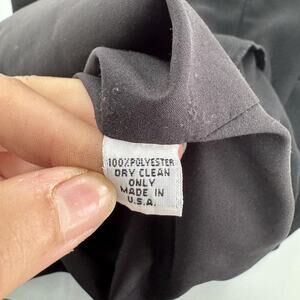 100%POLYESTER
DRY CLEAN
ONLY
MADE IN
U.S.A.